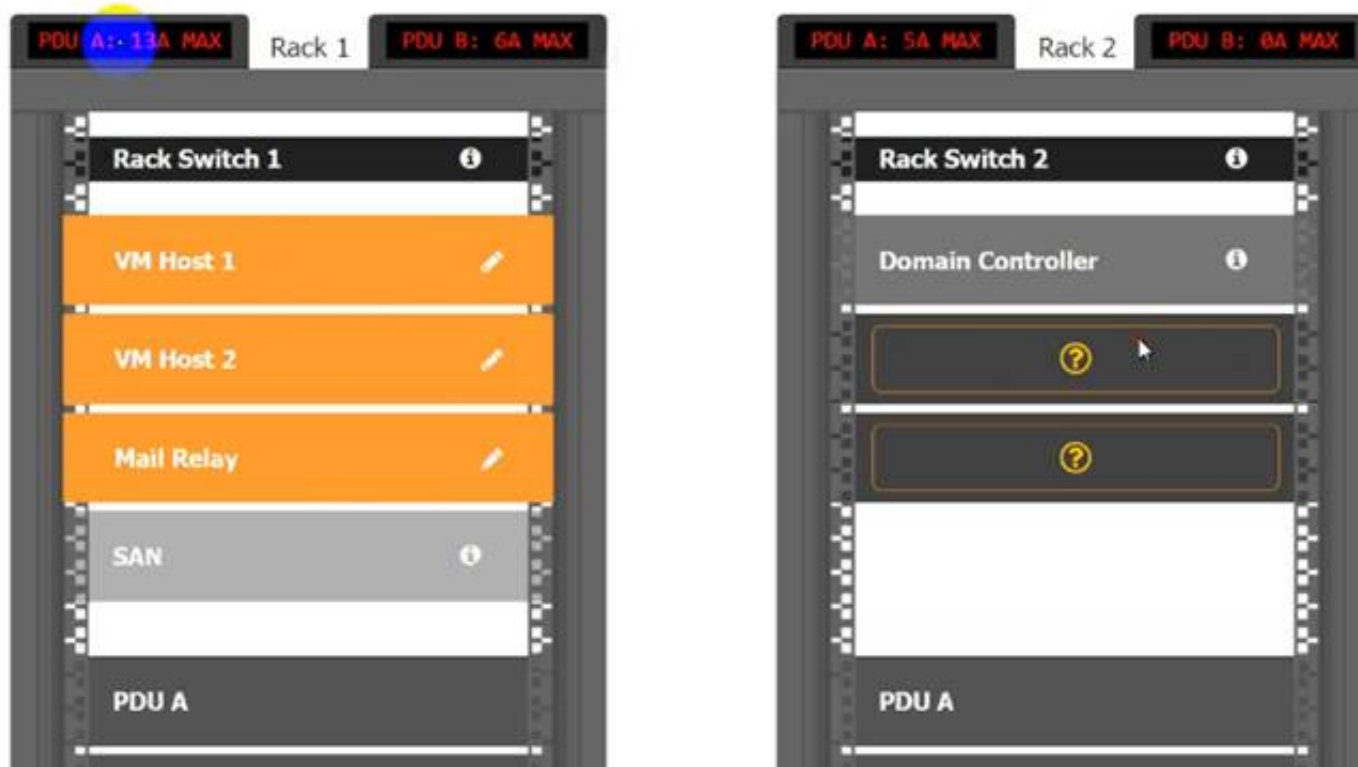 PDU A: 13A MAX
Rack 1
PDU B: 6A MAX
Rack Switch 1
VM Host 1
VM Host 2
Mail Relay
SAN
PDU A
PDU A: 5A MAX
Rack 2
PDU B: 0A MAX
Rack Switch 2
Domain Controller
?
?
PDU A